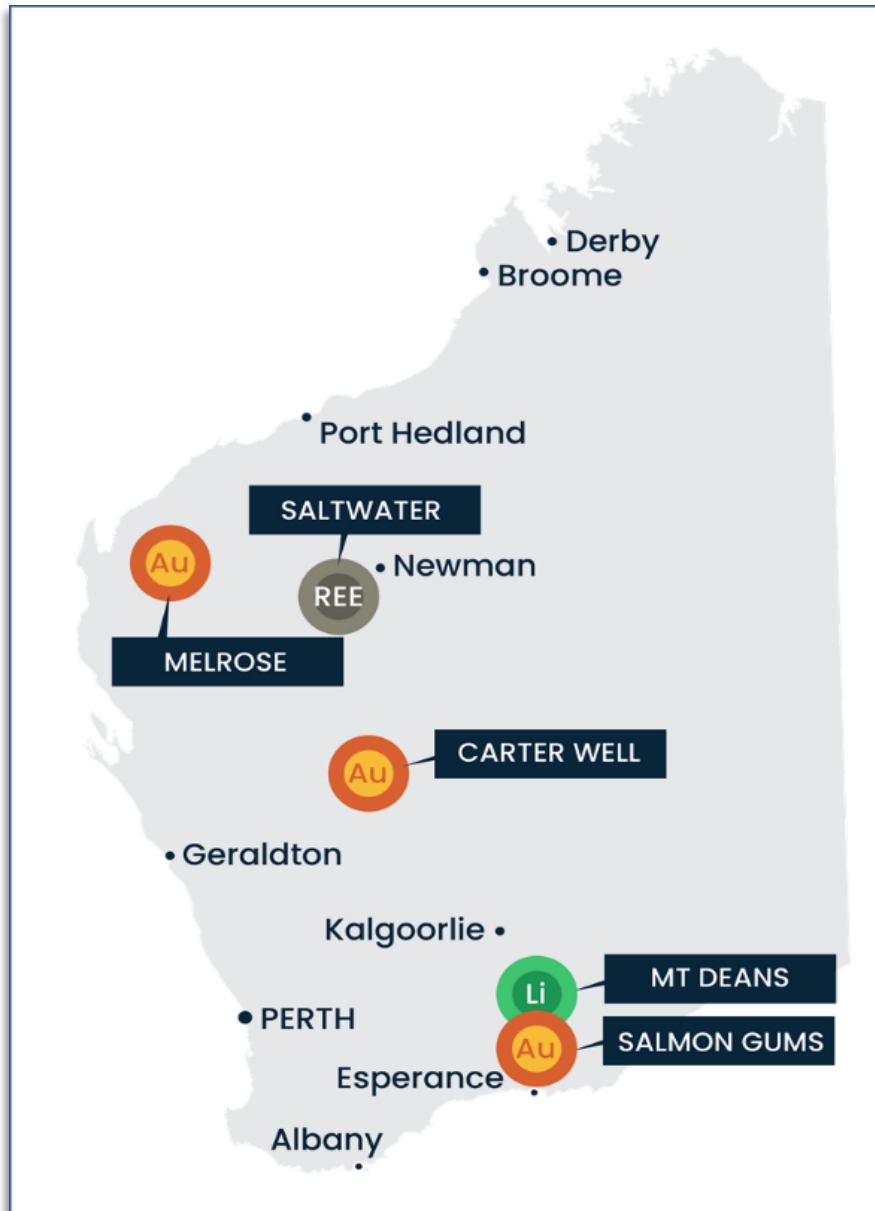 Derby
Broome
Port Hedland
SALTWATER
Au
Newman
REE
MELROSE
CARTER WELL
Au
Geraldton
Kalgoorlie
MT DEANS
Li
PERTH
SALMON GUMS
Au
Esperance
Albany